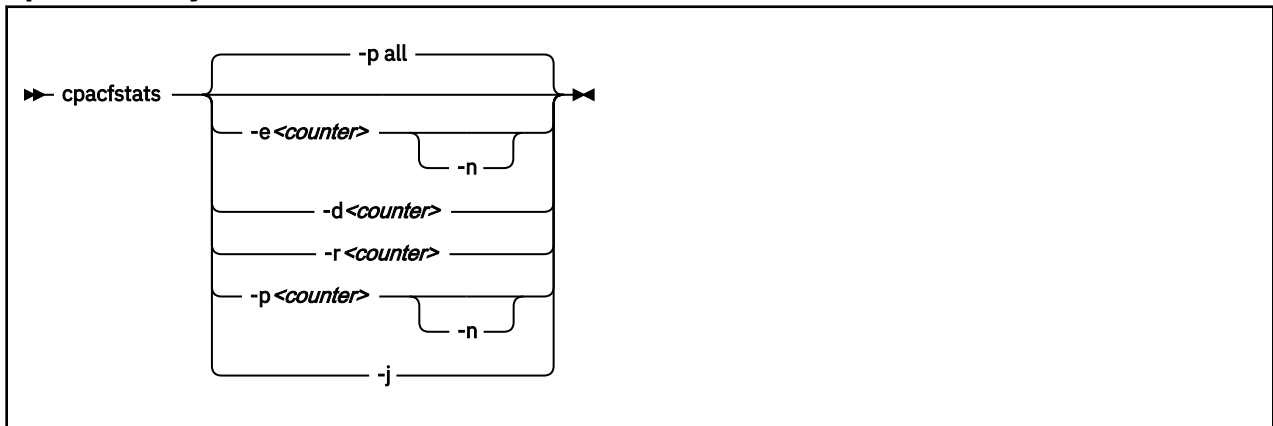 -p all
cpacfstats
-e<counter>
-n
-d<counter>
-r<counter>
-p<counter>
-n
-j